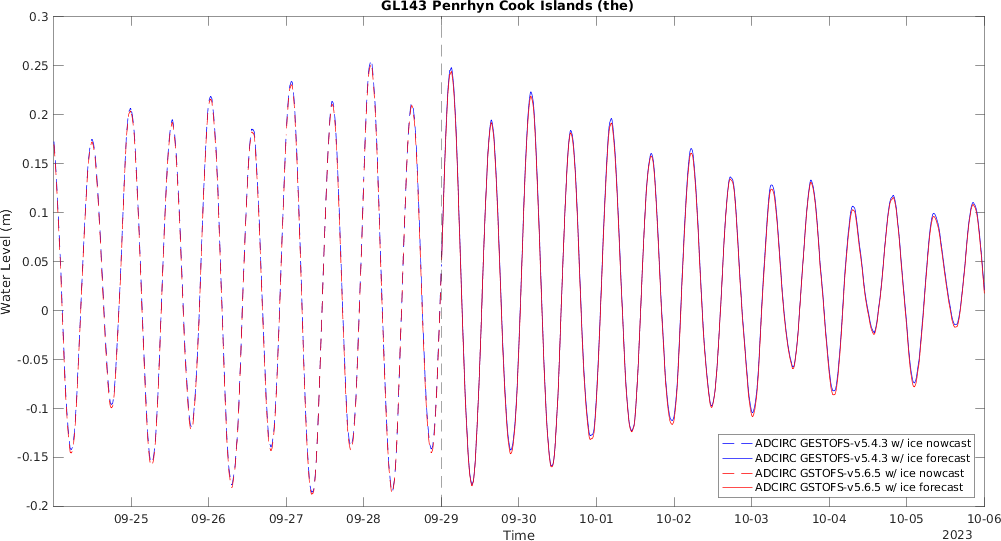 GL143 Penrhyn Cook Islands (the)
0.3
0.25
0.2
0.15
0.1
0.05
0
-0.05
-0.1
-0.15
-0.2
Water Level (m)
ADCIRC GESTOFS-v5.4.3 w/ ice nowcast
ADCIRC GESTOFS-v5.4.3 w/ ice forecast
ADCIRC GSTOFS-v5.6.5 w/ ice nowcast
ADCIRC GSTOFS-v5.6.5 w/ ice forecast
09-25 09-26 09-27 09-28 09-29 09-30 10-01 10-02 10-03 10-04 10-05 10-06
Time
2023